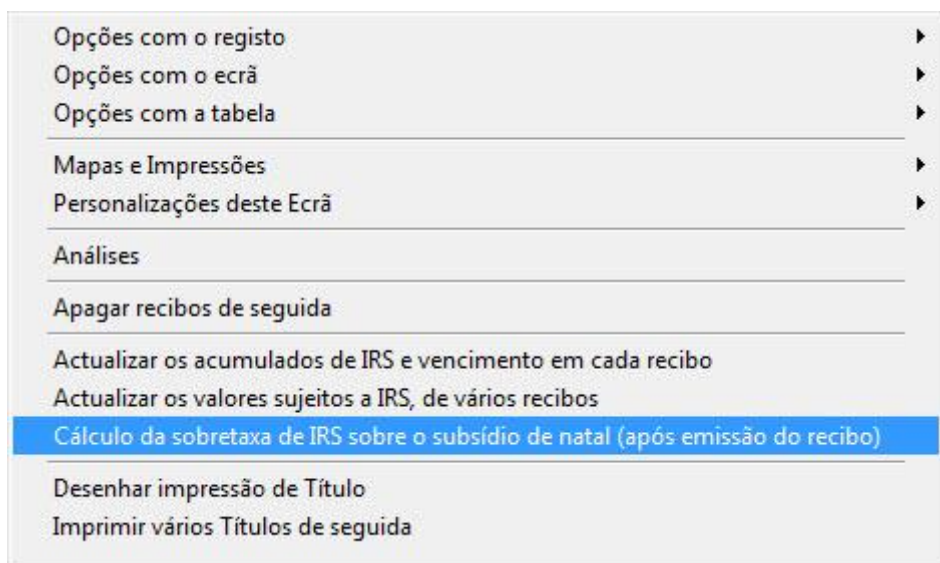 Opções com o registo
Opções com o ecrã
Opções com a tabela
Mapas e Impressões
Personalizações deste Ecrã
Análises
Apagar recibos de seguida
Actualizar os acumulados de IRS e vencimento em cada recibo
Actualizar os valores sujeitos a IRS, de vários recibos
Cálculo da sobretaxa de IRS sobre o subsídio de natal (após emissão do recibo)
Desenhar impressão de Título
Imprimir vários Títulos de seguida